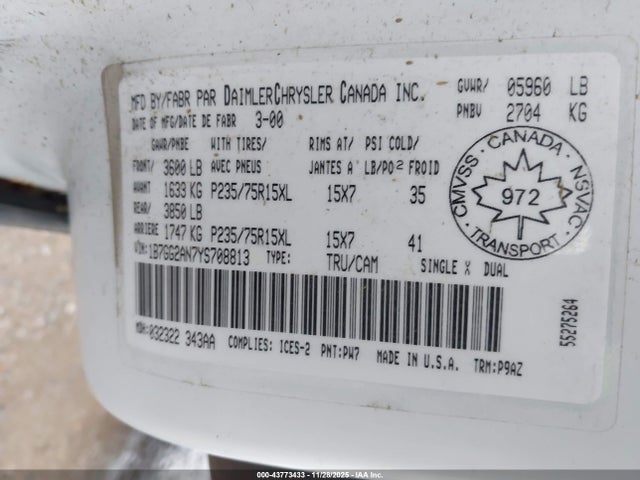 MFD BY/FABR PAR DAIMLERCHRYSLER CANADA INC. GVWR/ 05960 LB
DATE OF MFG/DATE DE FABR 3-00 PNBV 2704 KG
GAWR/PNBE WITH TIRES/ RIMS AT/ PSI COLD/
FRONT/ 3600 LB AVEC PNEUS JANTES A' LB/PO2 FROID
AVANT 1633 KG P235/75R15XL 15X7 35
REAR/ 3850 LB
ARRIERE 1747 KG P235/75R15XL 15X7 41
VIN: 1B7GG2AN7YS708813 TYPE: TRU/CAM SINGLE X DUAL
CMVSS · CANADA · NSVAC
972
TRANSPORT
55275264
MDH: 032322 343AA COMPLIES: ICES-2 PNT: PW7 MADE IN U.S.A. TRM: P9AZ
000-43773433 - 11/28/2025 - IAA Inc.